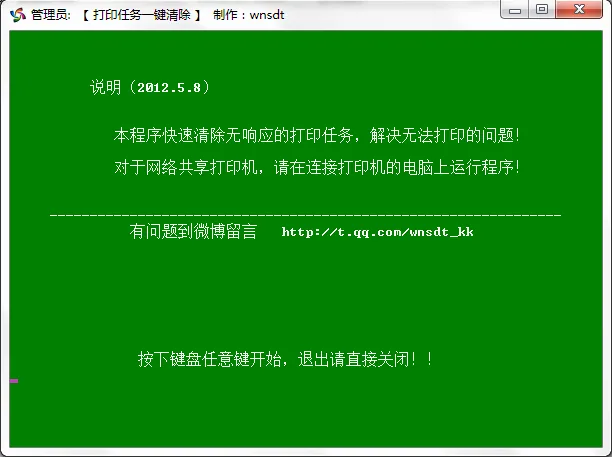 管理员: 【 打印任务一键清除 】 制作：wnsdt
说明（2012.5.8）
本程序快速清除无响应的打印任务，解决无法打印的问题！
对于网络共享打印机，请在连接打印机的电脑上运行程序！
有问题到微博留言 http://t.qq.com/wnsdt_kk
按下键盘任意键开始，退出请直接关闭！！